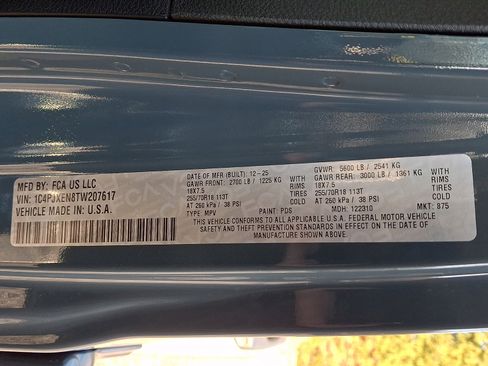 MFD BY: FCA US LLC
VIN: 1C4PJXEN8TW207617
VEHICLE MADE IN U.S.A.
DATE OF MFR (BUILT): 12-25
GAWR FRONT: 2700 LB / 1225 KG WITH
18X7.5 RIMS
255/70R18 113T TIRES
AT 260 kPa / 38 PSI COLD
GVWR: 5600 LB / 2541 KG
GAWR REAR: 3000 LB / 1361 KG WITH
18X7.5 RIMS
255/70R18 113T TIRES
AT 260 kPa / 38 PSI COLD
TYPE: MPV PAINT: PDS MDH: 122310 MKT: 875
THIS VEHICLE CONFORMS TO ALL APPLICABLE U.S.A. FEDERAL MOTOR VEHICLE
SAFETY AND THEFT PREVENTION STANDARDS IN EFFECT ON THE DATE OF
MANUFACTURE SHOWN ABOVE.